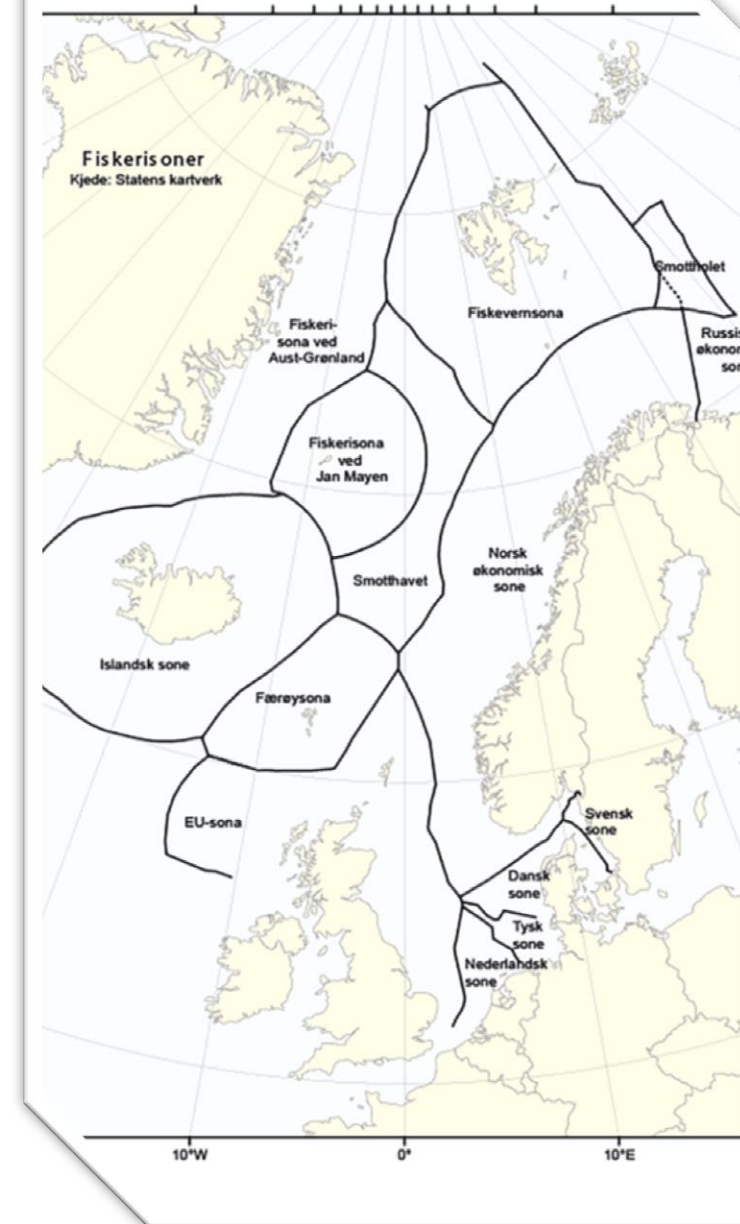 Fiskerisoner
Kjede: Statens kartverk
Smottholet
Fiskevernsona
Fiskeri-
sona ved
Aust-Grønland
Fiskerisona
ved
Jan Mayen
Norsk
økonomisk
sone
Smotthavet
Islandsk sone
Færøysona
EU-sona
Svensk
sone
Dansk
sone
Tysk
sone
Nederlandsk
sone
10°W
0°
10°E